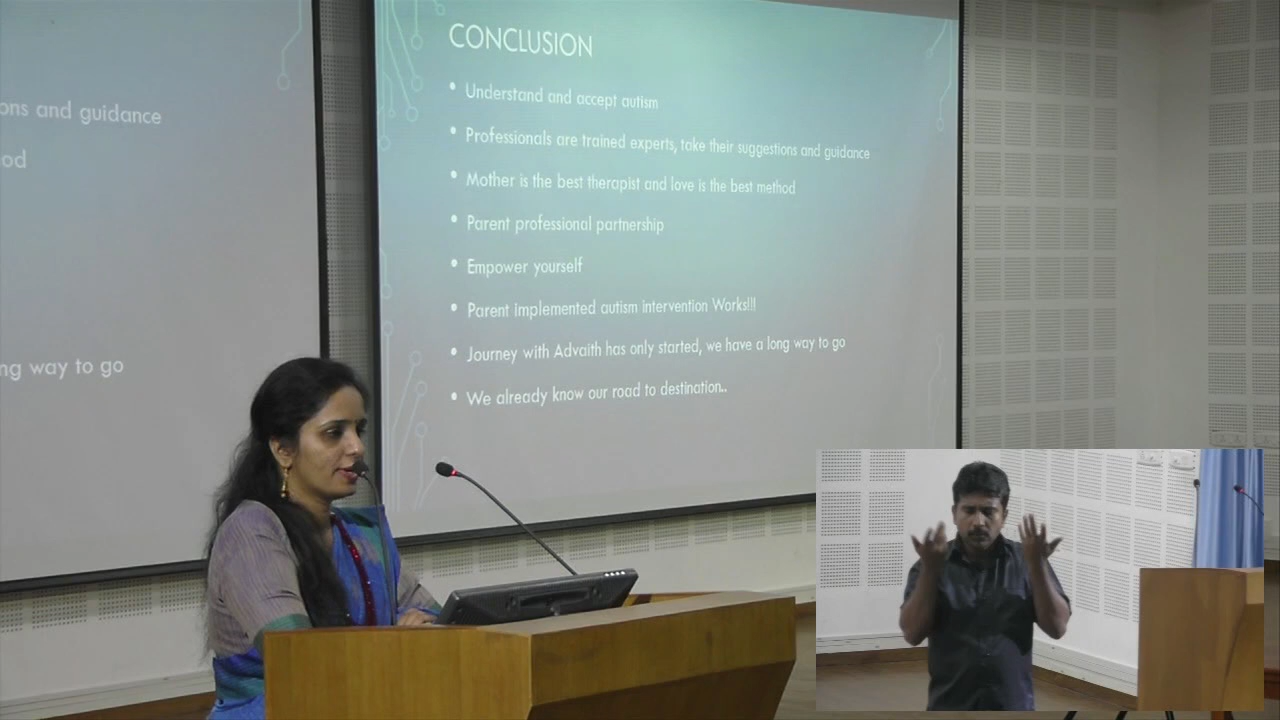 ons and guidance
od
ng way to go
CONCLUSION
• Understand and accept autism
• Professionals are trained experts, take their suggestions and guidance
• Mother is the best therapist and love is the best method
• Parent professional partnership
• Empower yourself
• Parent implemented autism intervention Works!!!
• Journey with Advaith has only started, we have a long way to go
• We already know our road to destination..